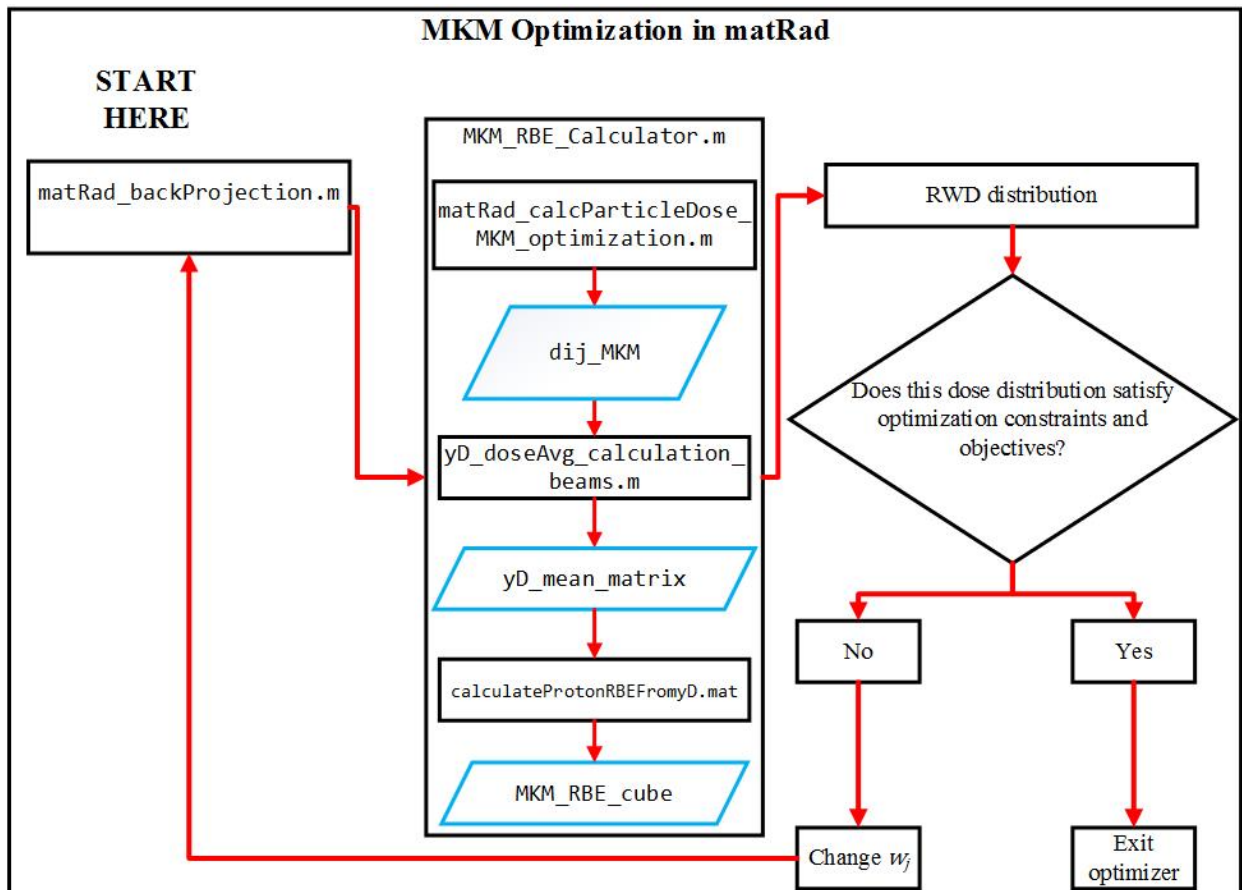 MKM Optimization in matRad
START
HERE
matRad_backProjection.m
MKM_RBE_Calculator.m
matRad_calcParticleDose_
MKM_optimization.m
dij_MKM
yD_doseAvg_calculation_
beams.m
yD_mean_matrix
calculateProtonRBEFromyD.mat
MKM_RBE_cube
RWD distribution
Does this dose distribution satisfy
optimization constraints and
objectives?
No
Yes
Change wj
Exit
optimizer